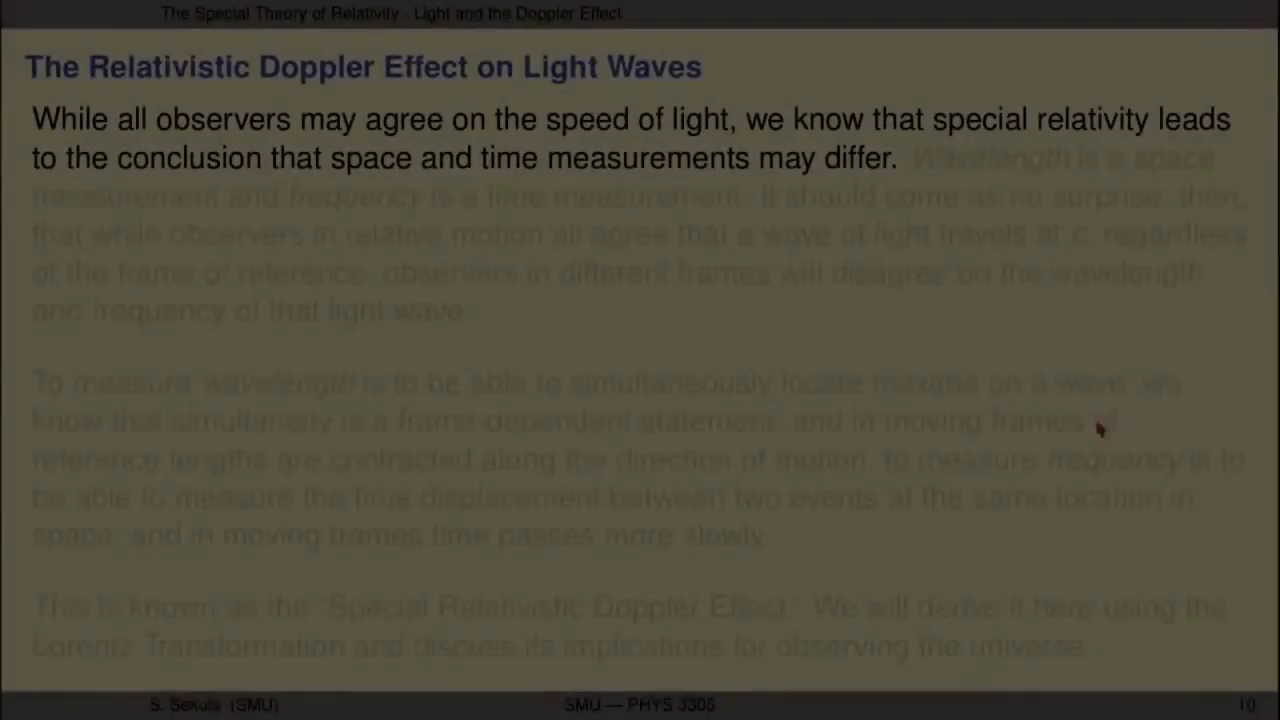 The Special Theory of Relativity - Light and the Doppler Effect
The Relativistic Doppler Effect on Light Waves
While all observers may agree on the speed of light, we know that special relativity leads
to the conclusion that space and time measurements may differ. Wavelength is a space
measurement and frequency is a time measurement. It should come as no surprise, then,
that while observers in relative motion all agree that a wave of light travels at c, regardless
of the frame of reference, observers in different frames will disagree on the wavelength
and frequency of that light wave.
To measure wavelength is to be able to simultaneously locate maxima on a wave; we
know that simultaneity is a frame-dependent statement, and in moving frames of
reference lengths are contracted along the direction of motion; to measure frequency is to
be able to measure the time displacement between two events at the same location in
space, and in moving frames time passes more slowly.
This is known as the "Special Relativistic Doppler Effect." We will derive it here using the
Lorentz Transformation and discuss its implications for observing the universe.
S. Sekula (SMU)
SMU — PHYS 3305
10